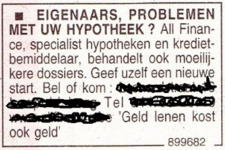 ■ EIGENAARS, PROBLEMEN
MET UW HYPOTHEEK ? All Finan-
ce, specialist hypotheken en krediet-
bemiddelaar, behandelt ook moeilij-
kere dossiers. Geef uzelf een nieuwe
start. Bel of kom :
Tel
'Geld lenen kost
ook geld'
899682